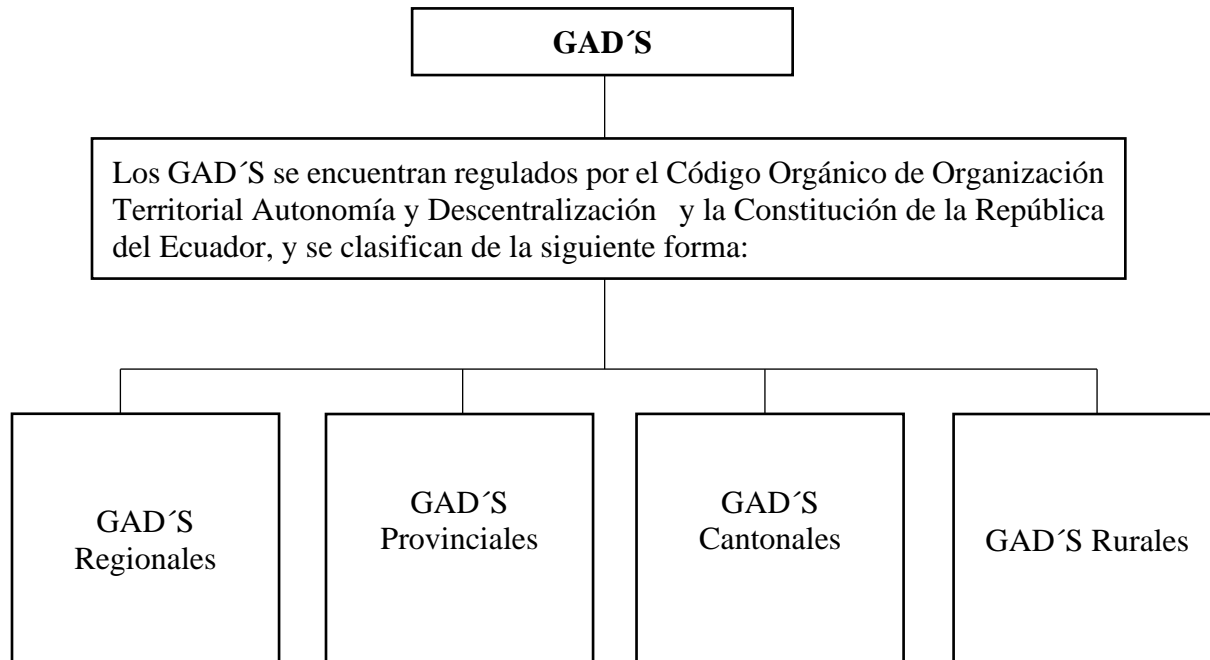 GAD´S
Los GAD´S se encuentran regulados por el Código Orgánico de Organización
Territorial Autonomía y Descentralización y la Constitución de la República
del Ecuador, y se clasifican de la siguiente forma:
GAD´S
Regionales
GAD´S
Provinciales
GAD´S
Cantonales
GAD´S Rurales